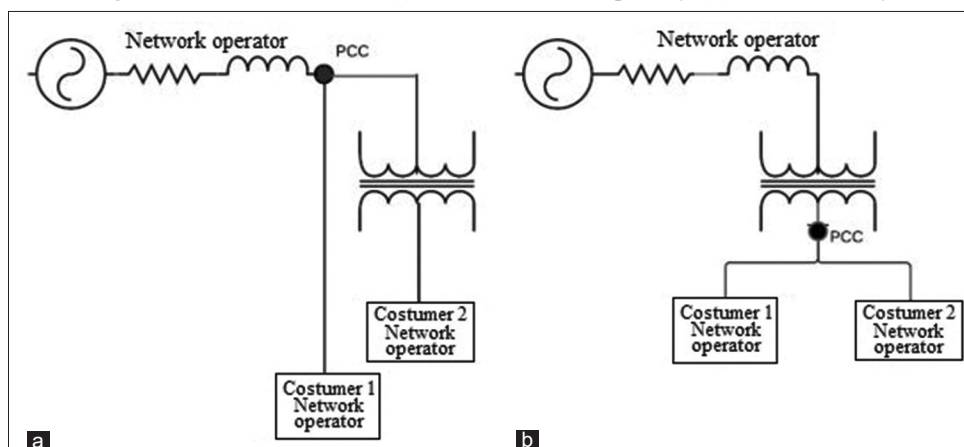 Network operator
PCC
Costumer 2
Network
operator
Costumer 1
Network
operator
a
Network operator
PCC
Costumer 1
Network
operator
Costumer 2
Network
operator
b